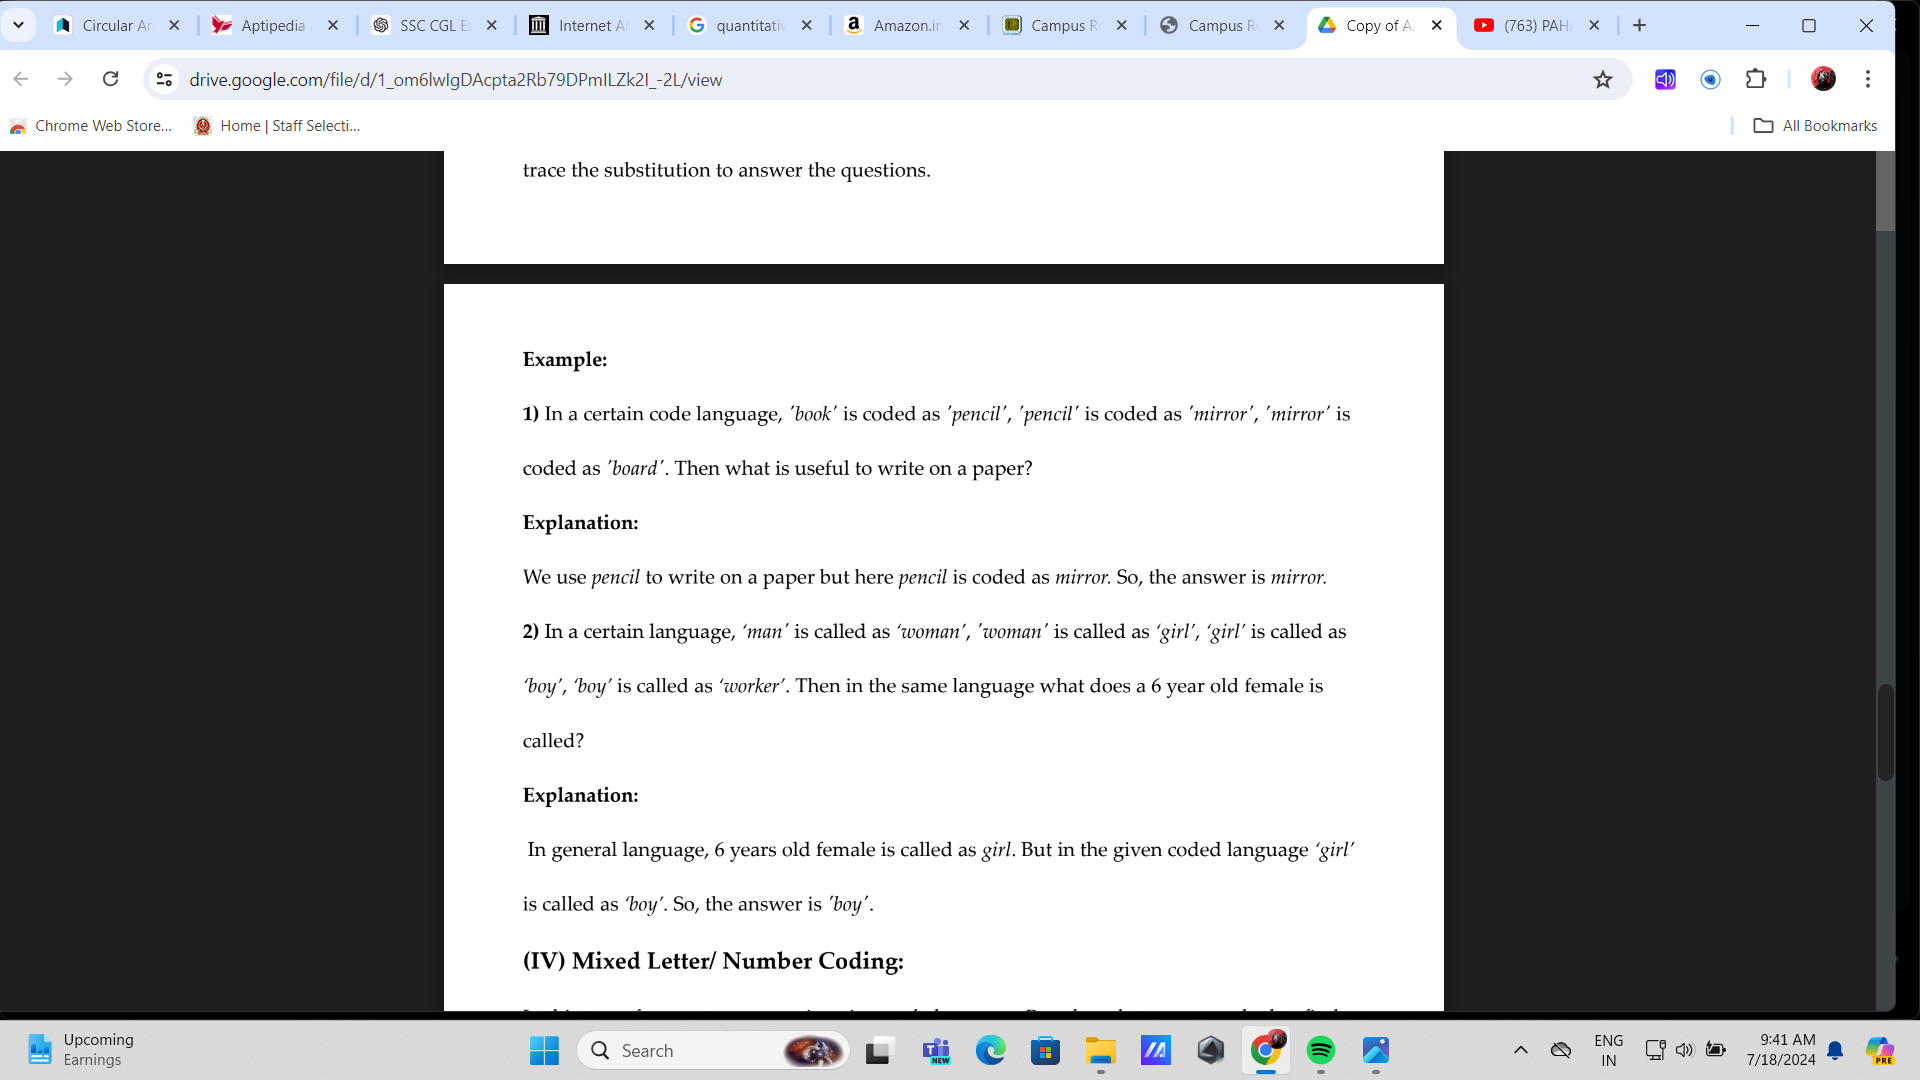 Circular Ar
Aptipedia
SSC CGL E
Internet A
quantitativ
Amazon.in
Campus R
Campus R
Copy of A
(763) PAH
drive.google.com/file/d/1_om6lwIgDAcpta2Rb79DPmILZk2I_-2L/view
Chrome Web Store...
Home | Staff Selecti...
All Bookmarks
trace the substitution to answer the questions.
Example:
1) In a certain code language, 'book' is coded as 'pencil', 'pencil' is coded as 'mirror', 'mirror' is
coded as 'board'. Then what is useful to write on a paper?
Explanation:
We use pencil to write on a paper but here pencil is coded as mirror. So, the answer is mirror.
2) In a certain language, ‘man' is called as ‘woman’, 'woman' is called as ‘girl’, ‘girl’ is called as
‘boy’, ‘boy’ is called as ‘worker’. Then in the same language what does a 6 year old female is
called?
Explanation:
In general language, 6 years old female is called as girl. But in the given coded language ‘girl’
is called as ‘boy’. So, the answer is 'boy'.
(IV) Mixed Letter/ Number Coding:
Upcoming
Earnings
Search
NEW
ENG
IN
9:41 AM
7/18/2024
PRE